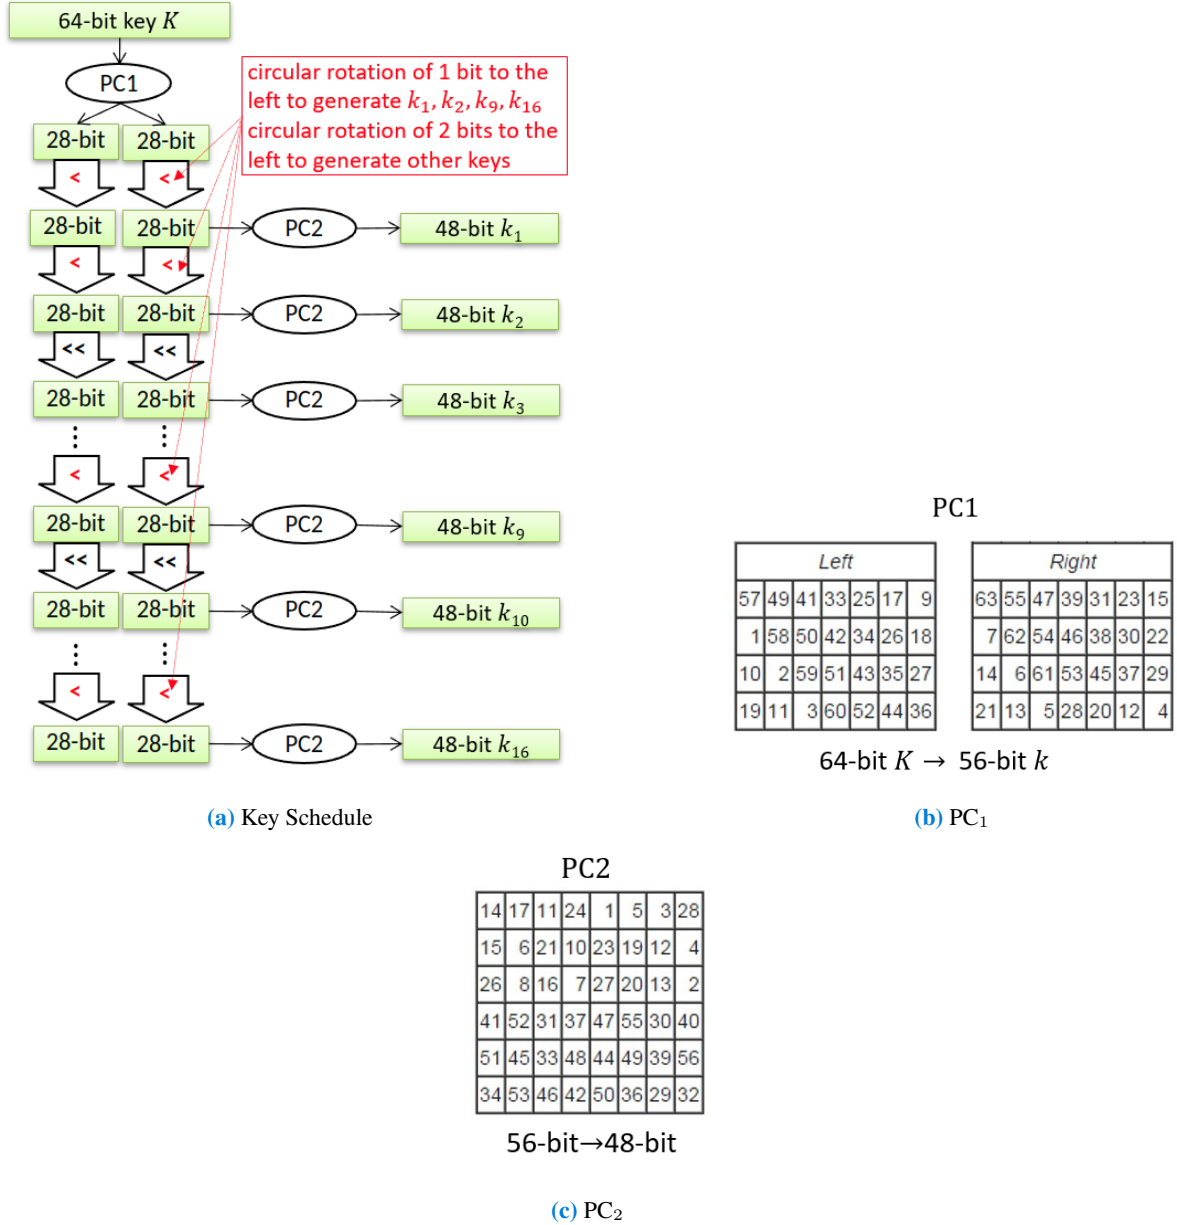 64-bit key K
PC1
circular rotation of 1 bit to the
left to generate k₁, k₂, k₉, k₁₆
circular rotation of 2 bits to the
left to generate other keys
28-bit 28-bit
< <
28-bit 28-bit PC2 48-bit k₁
< <
28-bit 28-bit PC2 48-bit k₂
<< <<
28-bit 28-bit PC2 48-bit k₃
⋮ ⋮
< <
28-bit 28-bit PC2 48-bit k₉
<< <<
28-bit 28-bit PC2 48-bit k₁₀
⋮ ⋮
< <
28-bit 28-bit PC2 48-bit k₁₆
(a) Key Schedule
PC1
Left
57 49 41 33 25 17 9
1 58 50 42 34 26 18
10 2 59 51 43 35 27
19 11 3 60 52 44 36
Right
63 55 47 39 31 23 15
7 62 54 46 38 30 22
14 6 61 53 45 37 29
21 13 5 28 20 12 4
64-bit K → 56-bit k
(b) PC₁
PC2
14 17 11 24 1 5 3 28
15 6 21 10 23 19 12 4
26 8 16 7 27 20 13 2
41 52 31 37 47 55 30 40
51 45 33 48 44 49 39 56
34 53 46 42 50 36 29 32
56-bit→48-bit
(c) PC₂